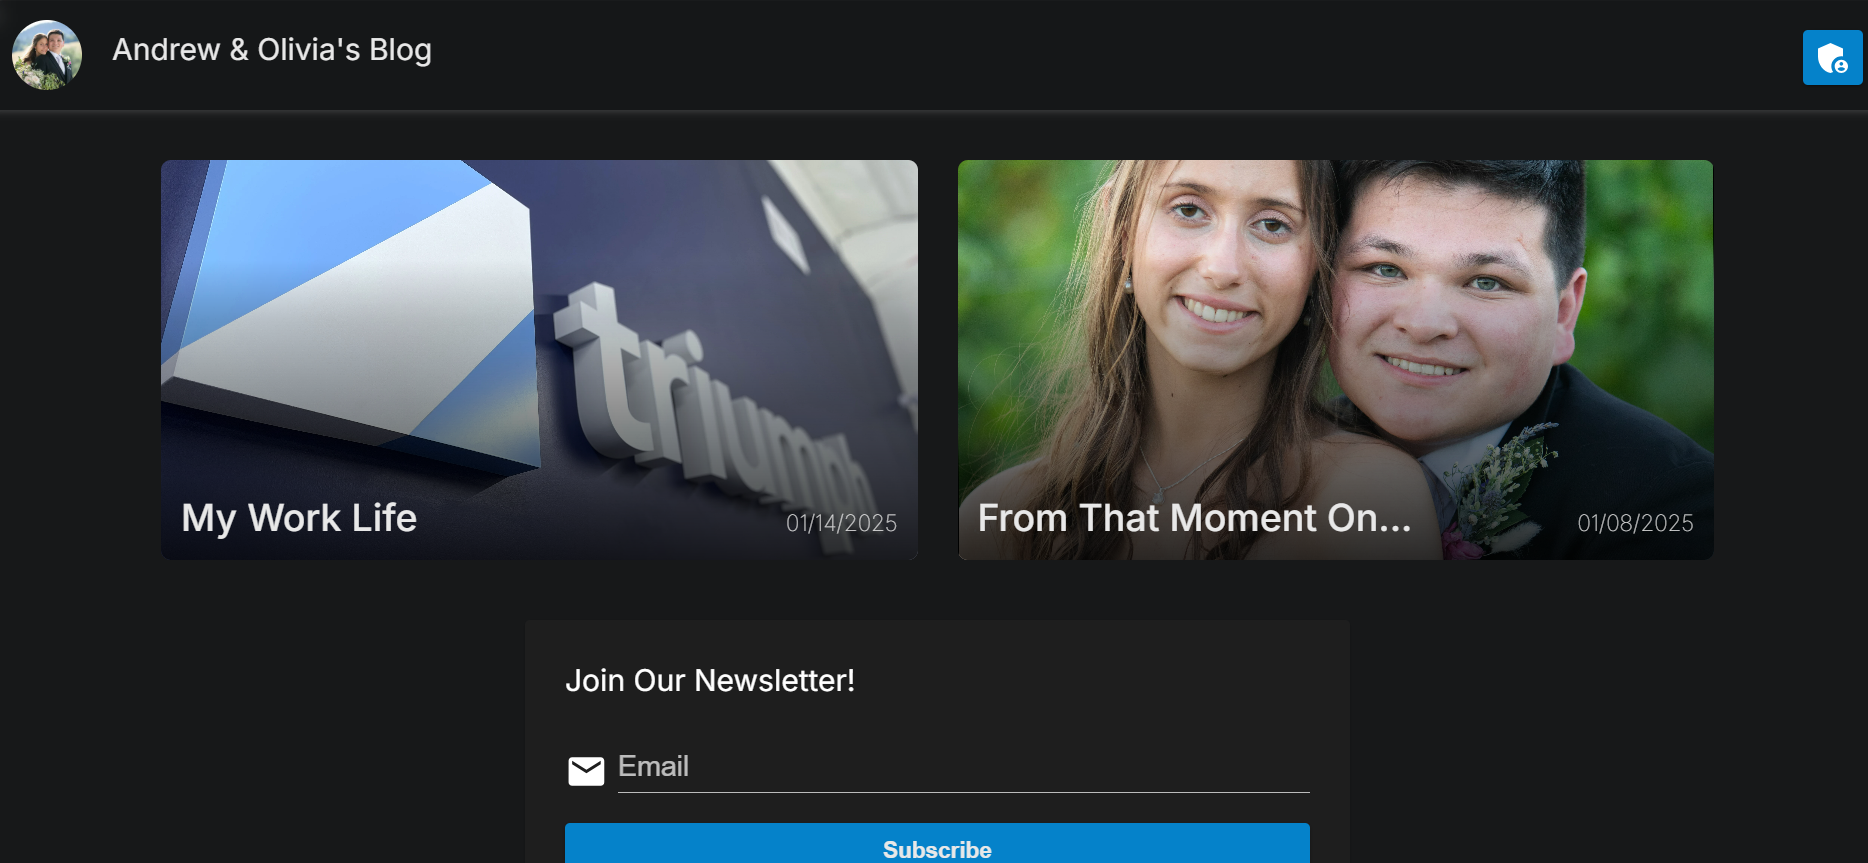 Andrew & Olivia's Blog
triumph
My Work Life
01/14/2025
From That Moment On...
01/08/2025
Join Our Newsletter!
Email
Subscribe